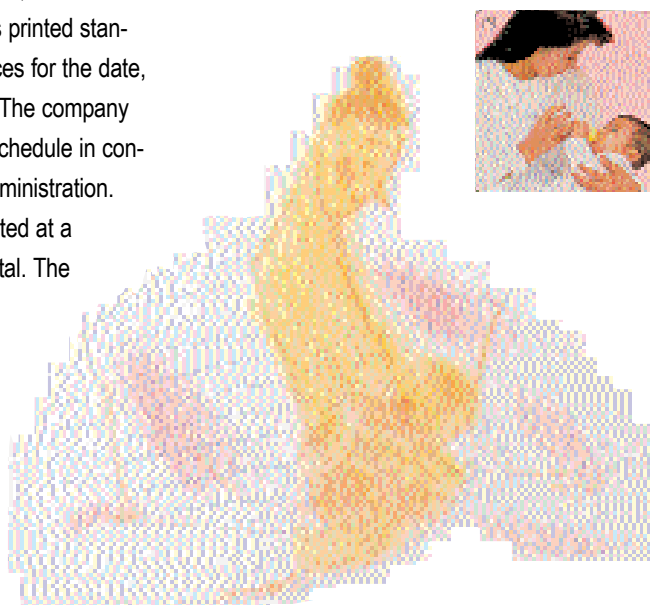 s printed stan-
ces for the date,
The company
chedule in con-
ministration.
ted at a
tal. The